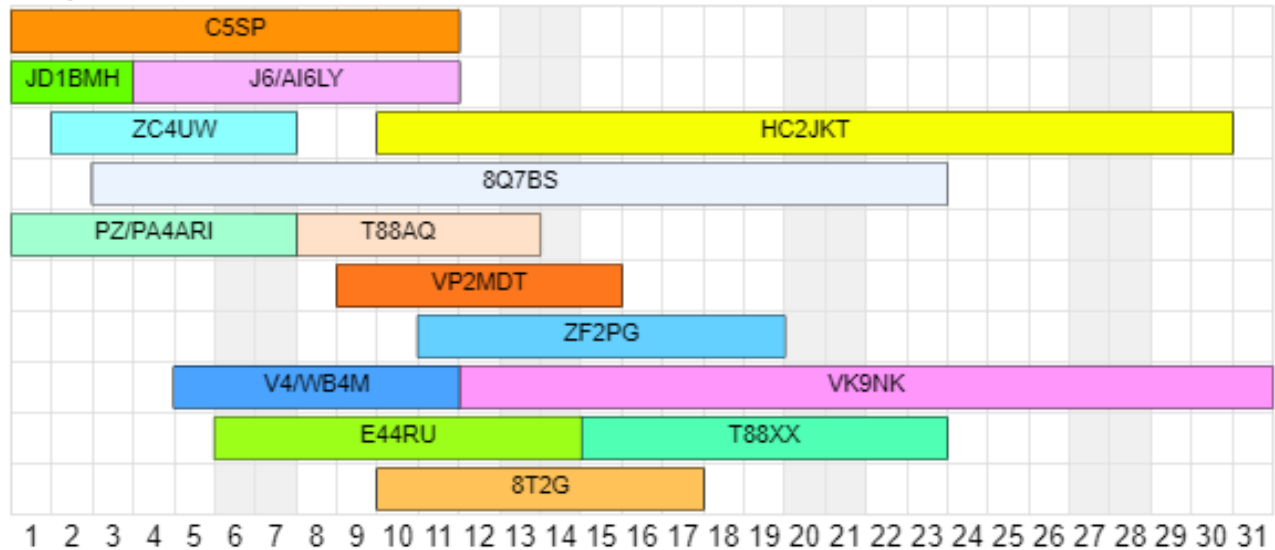 C5SP
JD1BMH J6/AI6LY
ZC4UW HC2JKT
8Q7BS
PZ/PA4ARI T88AQ
VP2MDT
ZF2PG
V4/WB4M VK9NK
E44RU T88XX
8T2G
1 2 3 4 5 6 7 8 9 10 11 12 13 14 15 16 17 18 19 20 21 22 23 24 25 26 27 28 29 30 31